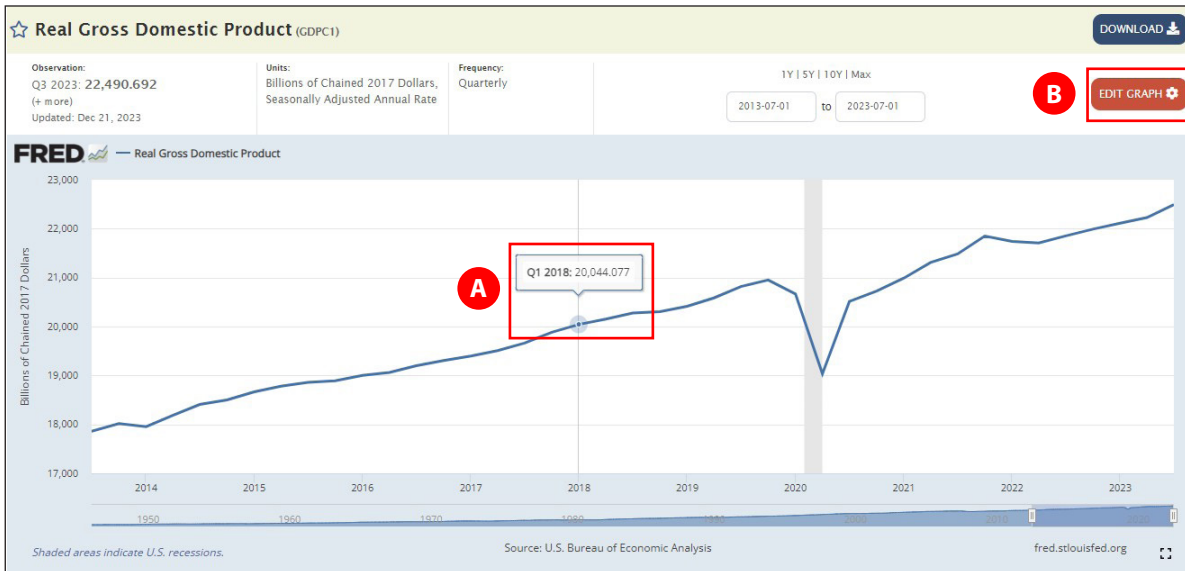 Real Gross Domestic Product (GDPC1)
DOWNLOAD
Observation:
Q3 2023: 22,490.692
(+ more)
Updated: Dec 21, 2023
Units:
Billions of Chained 2017 Dollars,
Seasonally Adjusted Annual Rate
Frequency:
Quarterly
1Y | 5Y | 10Y | Max
2013-07-01 to 2023-07-01
B
EDIT GRAPH
FRED
Real Gross Domestic Product
23,000
22,000
21,000
20,000
19,000
18,000
17,000
Billions of Chained 2017 Dollars
A
Q1 2018: 20,044.077
2014 2015 2016 2017 2018 2019 2020 2021 2022 2023
1950 1960 1970 1980 1990 2000 2010 2020
Shaded areas indicate U.S. recessions.
Source: U.S. Bureau of Economic Analysis
fred.stlouisfed.org